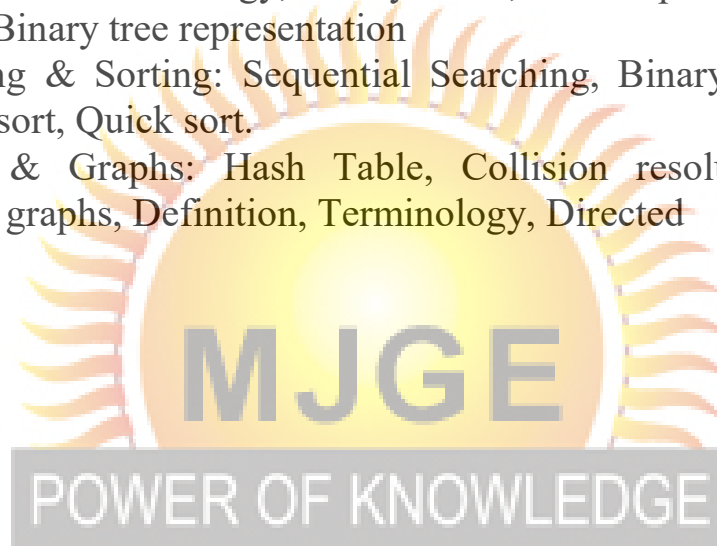 Binary tree representation
ng & Sorting: Sequential Searching, Binary
sort, Quick sort.
& Graphs: Hash Table, Collision resolu
graphs, Definition, Terminology, Directed
MJGE
POWER OF KNOWLEDGE